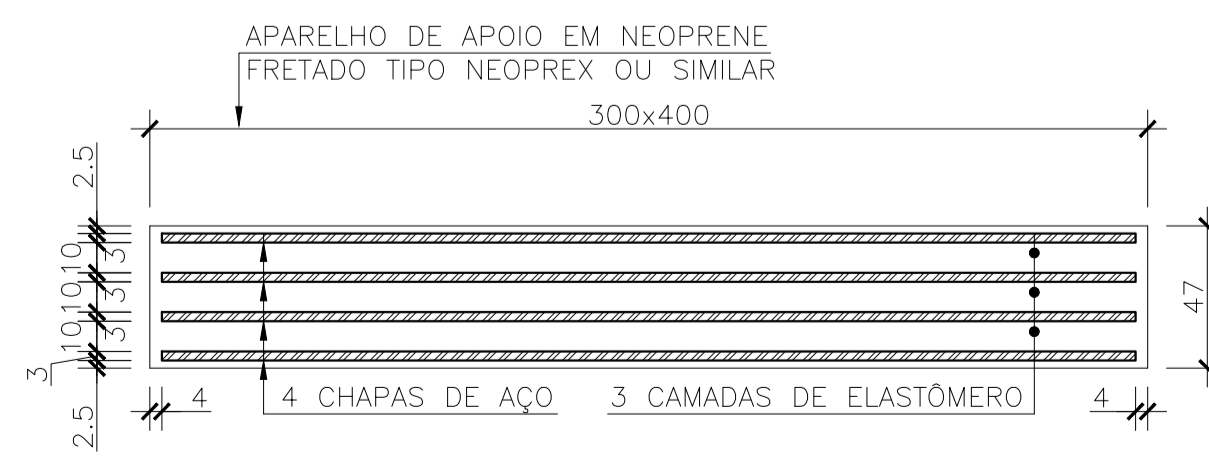 APARELHO DE APOIO EM NEOPRENE
FRETADO TIPO NEOPREX OU SIMILAR
300x400
2.5
10
3
10
3
10
3
3
2.5
47
4
4 CHAPAS DE AÇO
3 CAMADAS DE ELASTÔMERO
4